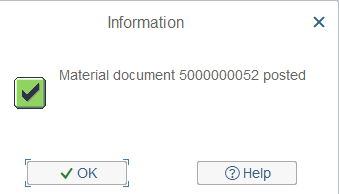 Information
Material document 5000000052 posted
OK
Help